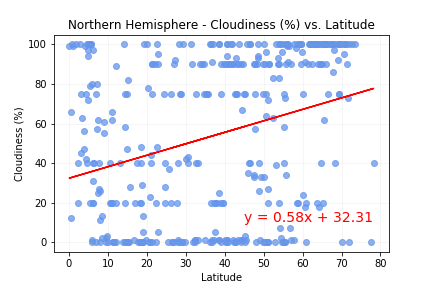 Northern Hemisphere - Cloudiness (%) vs. Latitude
100
80
60
40
20
0
Cloudiness (%)
y = 0.58x + 32.31
0 10 20 30 40 50 60 70 80
Latitude